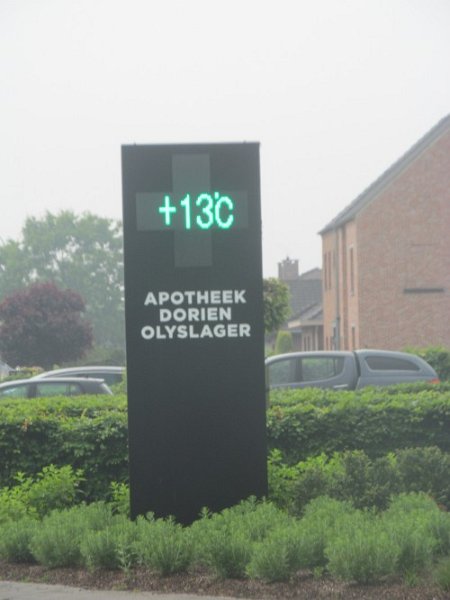 +13°C
APOTHEEK
DORIEN
OLYSLAGER